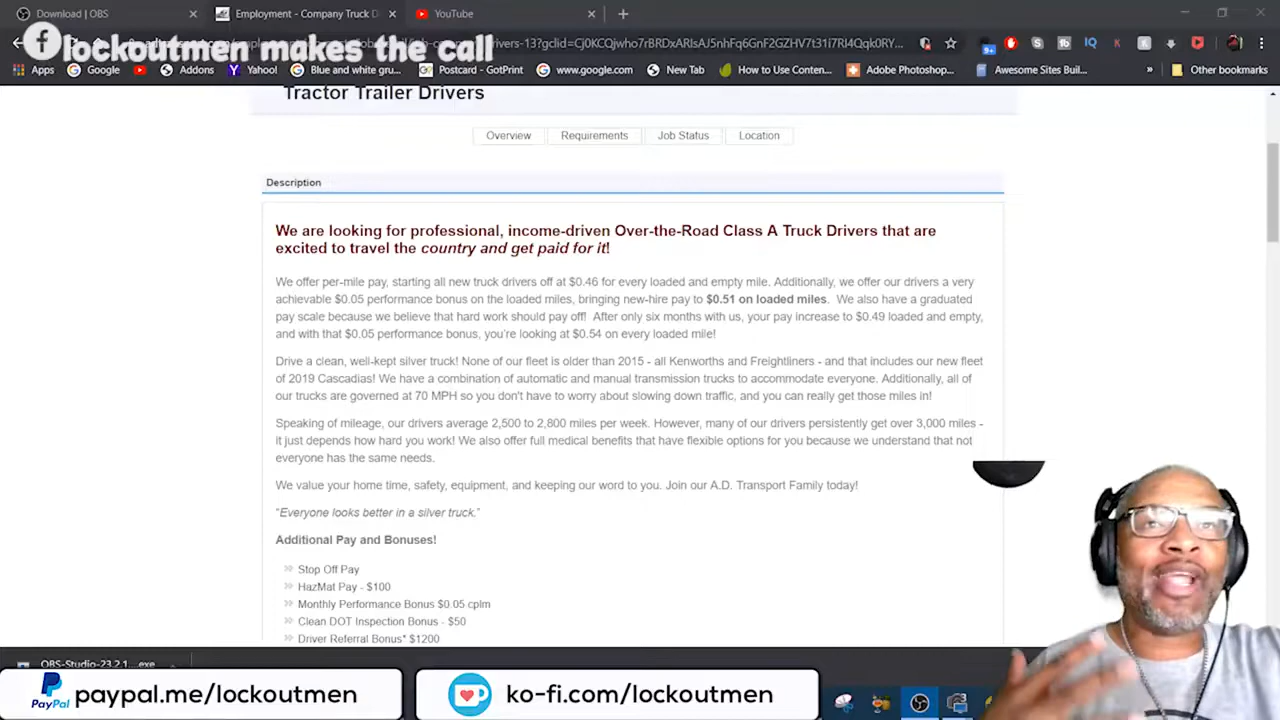 Download | OBS
Employment - Company Truck D
YouTube
lockoutmen makes the call
drivers-13?gclid=Cj0KCQjwho7rBRDxARIsAJ5nhFq6GnF2GZHV7t31i7Rl4Qqk0RY...
Apps
Google
Addons
Yahoo!
Blue and white gru...
Postcard - GotPrint
www.google.com
New Tab
How to Use Conten...
Adobe Photoshop...
Awesome Sites Buil...
»
Other bookmarks
Tractor Trailer Drivers
Overview
Requirements
Job Status
Location
Description
We are looking for professional, income-driven Over-the-Road Class A Truck Drivers that are
excited to travel the country and get paid for it!
We offer per-mile pay, starting all new truck drivers off at $0.46 for every loaded and empty mile. Additionally, we offer our drivers a very
achievable $0.05 performance bonus on the loaded miles, bringing new-hire pay to $0.51 on loaded miles. We also have a graduated
pay scale because we believe that hard work should pay off! After only six months with us, your pay increase to $0.49 loaded and empty,
and with that $0.05 performance bonus, you're looking at $0.54 on every loaded mile!
Drive a clean, well-kept silver truck! None of our fleet is older than 2015 - all Kenworths and Freightliners - and that includes our new fleet
of 2019 Cascadias! We have a combination of automatic and manual transmission trucks to accommodate everyone. Additionally, all of
our trucks are governed at 70 MPH so you don't have to worry about slowing down traffic, and you can really get those miles in!
Speaking of mileage, our drivers average 2,500 to 2,800 miles per week. However, many of our drivers persistently get over 3,000 miles -
it just depends how hard you work! We also offer full medical benefits that have flexible options for you because we understand that not
everyone has the same needs.
We value your home time, safety, equipment, and keeping our word to you. Join our A.D. Transport Family today!
"Everyone looks better in a silver truck."
Additional Pay and Bonuses!
Stop Off Pay
HazMat Pay - $100
Monthly Performance Bonus $0.05 cplm
Clean DOT Inspection Bonus - $50
Driver Referral Bonus* $1200
OBS-Studio-23.2.1....exe
PayPal
paypal.me/lockoutmen
ko-fi.com/lockoutmen